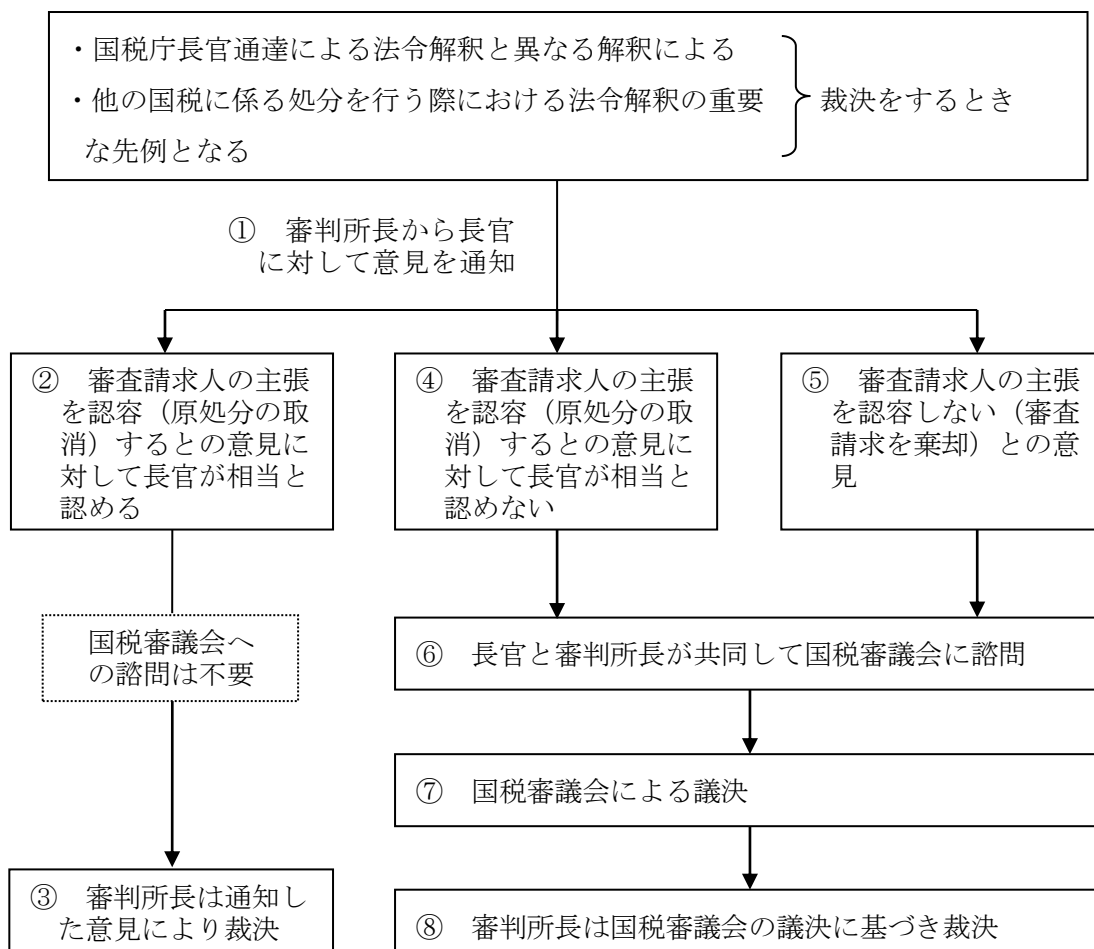 ・国税庁長官通達による法令解釈と異なる解釈による
・他の国税に係る処分を行う際における法令解釈の重要
な先例となる
裁決をするとき
① 審判所長から長官
に対して意見を通知
② 審査請求人の主張
を認容（原処分の取
消）するとの意見に
対して長官が相当と
認める
④ 審査請求人の主張
を認容（原処分の取
消）するとの意見に
対して長官が相当と
認めない
⑤ 審査請求人の主張
を認容しない（審査
請求を棄却）との意
見
国税審議会へ
の諮問は不要
⑥ 長官と審判所長が共同して国税審議会に諮問
⑦ 国税審議会による議決
③ 審判所長は通知し
た意見により裁決
⑧ 審判所長は国税審議会の議決に基づき裁決